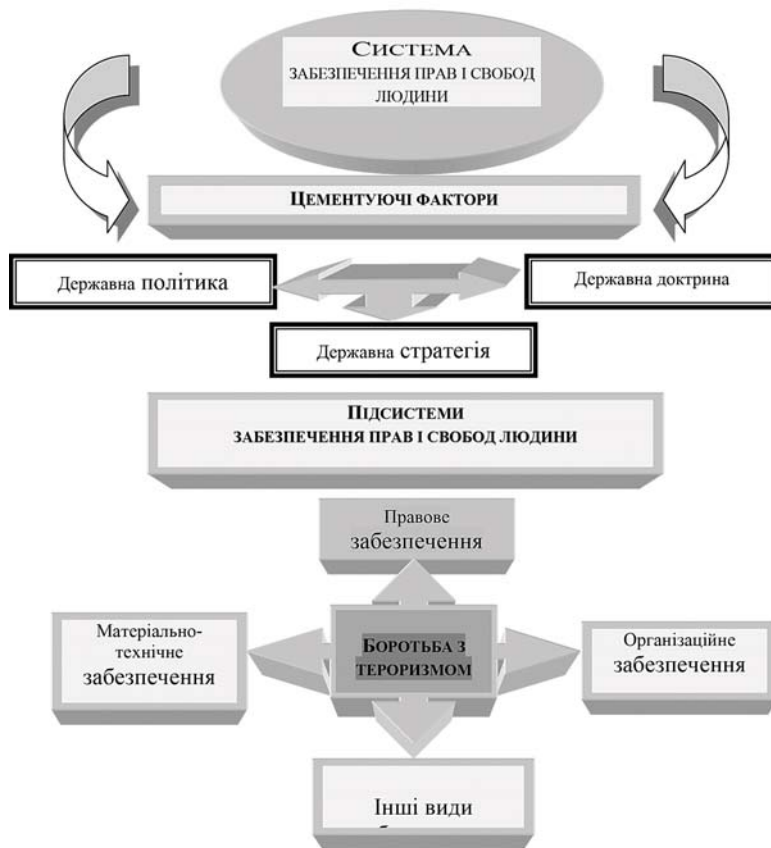 СИСТЕМА
ЗАБЕЗПЕЧЕННЯ ПРАВ І СВОБОД
ЛЮДИНИ
ЦЕМЕНТУЮЧІ ФАКТОРИ
Державна політика
Державна доктрина
Державна стратегія
ПІДСИСТЕМИ
ЗАБЕЗПЕЧЕННЯ ПРАВ І СВОБОД ЛЮДИНИ
Правове
забезпечення
Матеріально-
технічне
забезпечення
БОРОТЬБА З
ТЕРОРИЗМОМ
Організаційне
забезпечення
Інші види